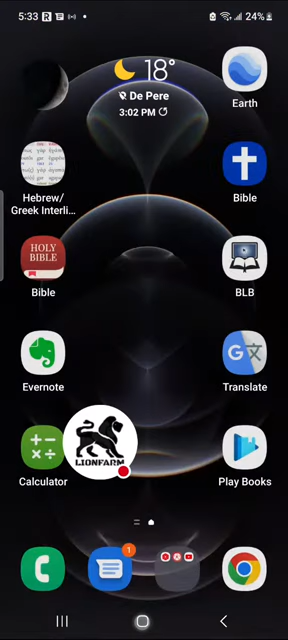 5:33
24%
18°
De Pere
3:02 PM
Earth
Hebrew/
Greek Interli...
Bible
HOLY
BIBLE
Bible
BLB
Evernote
G
Translate
LIONFARM
Calculator
Play Books
1